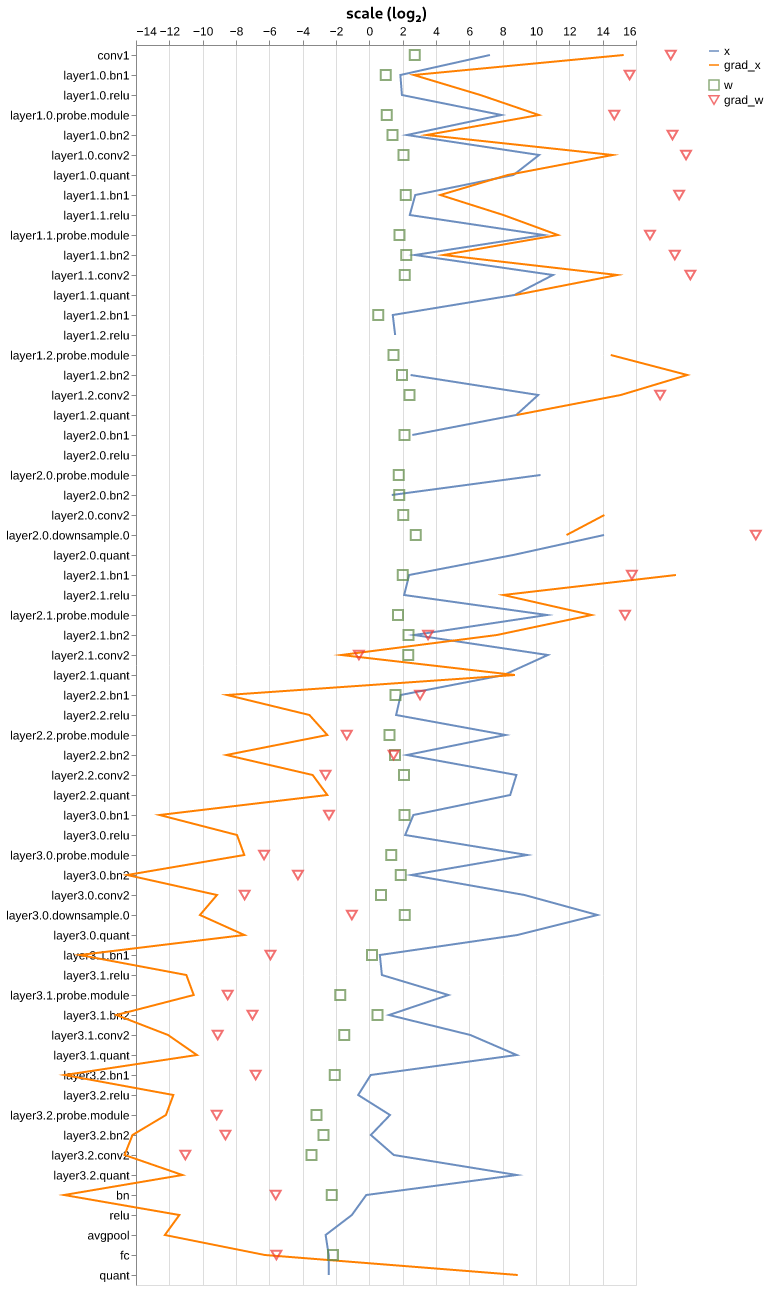 scale (log₂)
−14 −12 −10 −8 −6 −4 −2 0 2 4 6 8 10 12 14 16
x
grad_x
w
grad_w
conv1
layer1.0.bn1
layer1.0.relu
layer1.0.probe.module
layer1.0.bn2
layer1.0.conv2
layer1.0.quant
layer1.1.bn1
layer1.1.relu
layer1.1.probe.module
layer1.1.bn2
layer1.1.conv2
layer1.1.quant
layer1.2.bn1
layer1.2.relu
layer1.2.probe.module
layer1.2.bn2
layer1.2.conv2
layer1.2.quant
layer2.0.bn1
layer2.0.relu
layer2.0.probe.module
layer2.0.bn2
layer2.0.conv2
layer2.0.downsample.0
layer2.0.quant
layer2.1.bn1
layer2.1.relu
layer2.1.probe.module
layer2.1.bn2
layer2.1.conv2
layer2.1.quant
layer2.2.bn1
layer2.2.relu
layer2.2.probe.module
layer2.2.bn2
layer2.2.conv2
layer2.2.quant
layer3.0.bn1
layer3.0.relu
layer3.0.probe.module
layer3.0.bn2
layer3.0.conv2
layer3.0.downsample.0
layer3.0.quant
layer3.1.bn1
layer3.1.relu
layer3.1.probe.module
layer3.1.bn2
layer3.1.conv2
layer3.1.quant
layer3.2.bn1
layer3.2.relu
layer3.2.probe.module
layer3.2.bn2
layer3.2.conv2
layer3.2.quant
bn
relu
avgpool
fc
quant